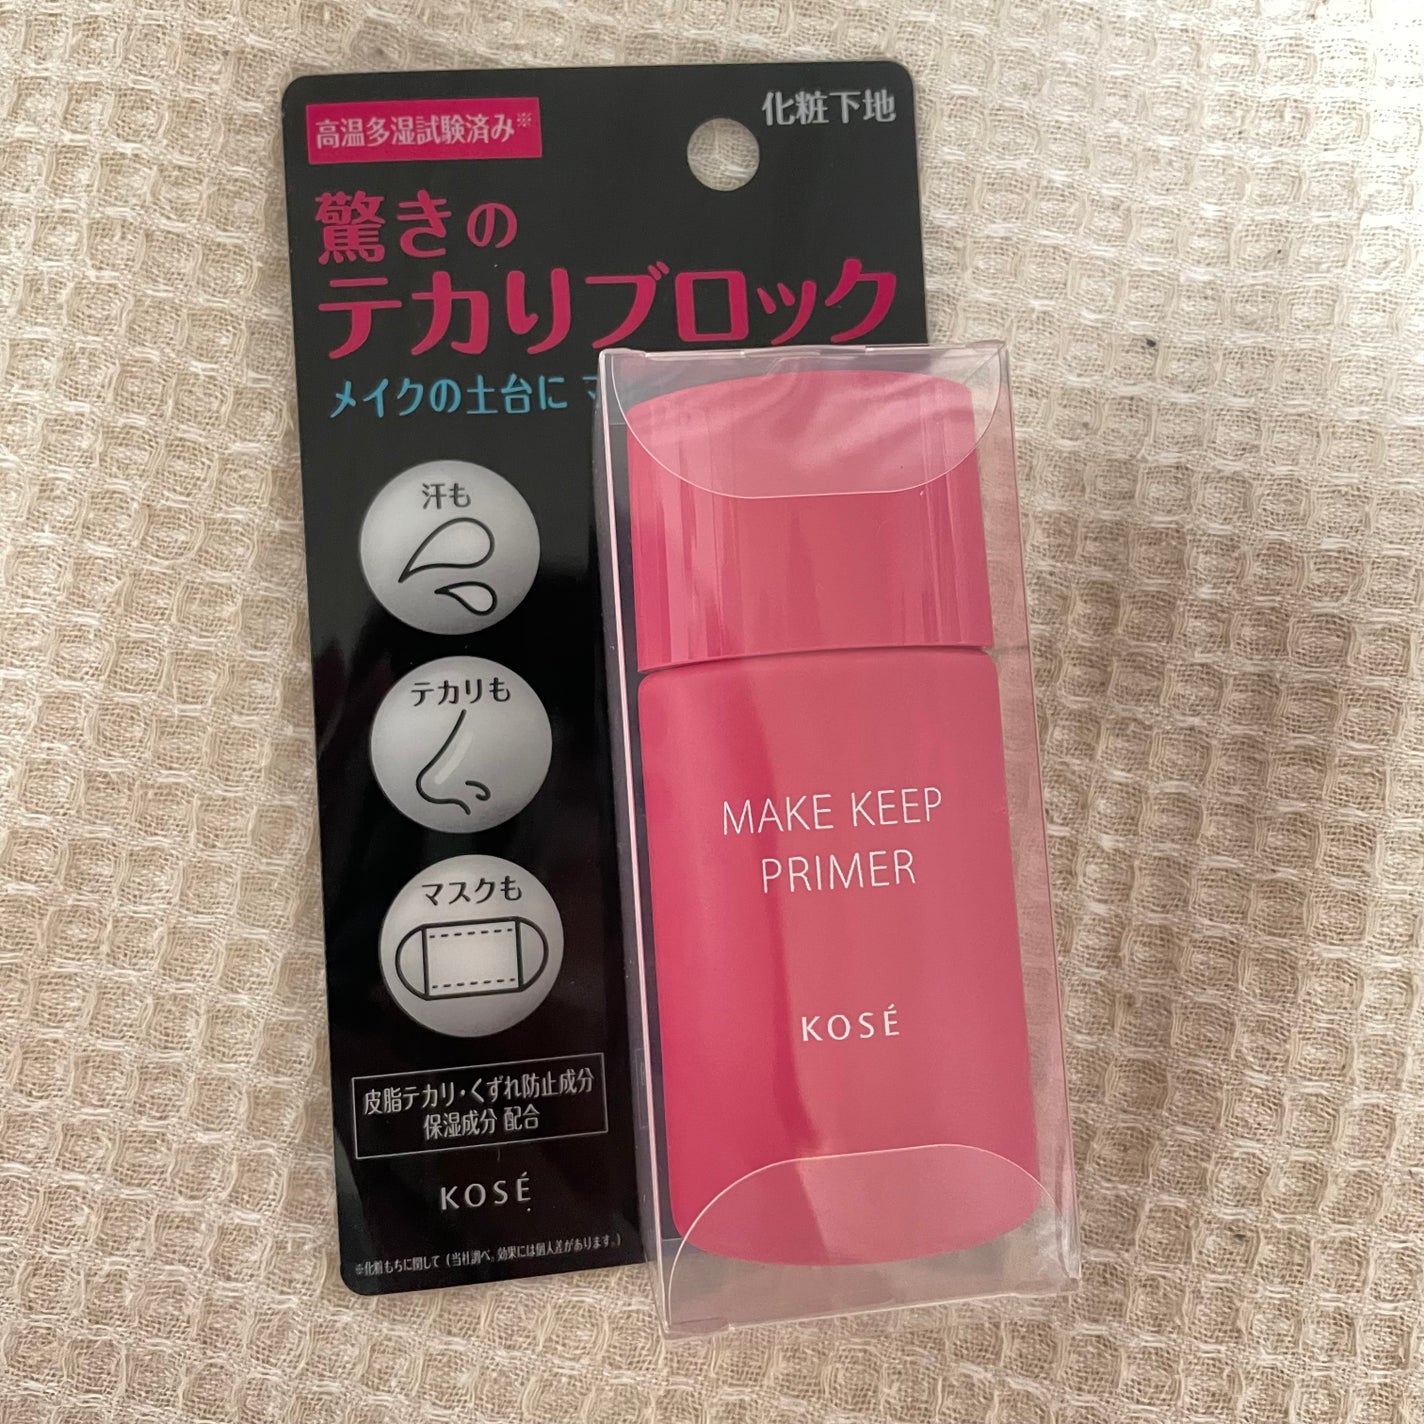 高温多湿試験済み※
化粧下地
驚きの
テカリブロック
メイクの土台に
汗も
テカリも
マスクも
皮脂テカリ・くずれ防止成分
保湿成分 配合
KOSÉ
※化粧もちに関して（当社調べ。効果には個人差があります。）
MAKE KEEP
PRIMER
KOSÉ